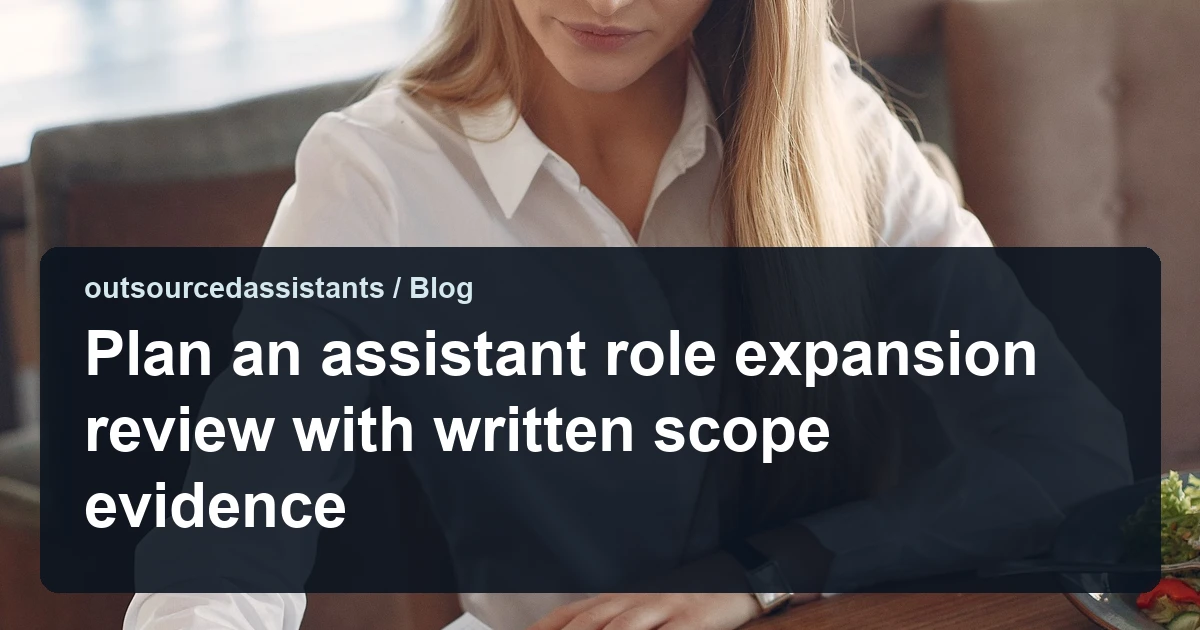 outsourcedassistants / Blog
Plan an assistant role expansion
review with written scope
evidence